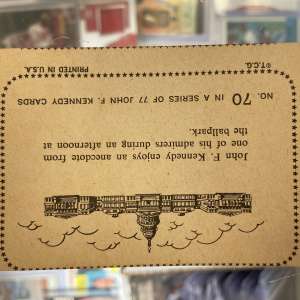 John F. Kennedy enjoys an anecdote from
one of his admirers during an afternoon at
the ballpark.
NO. 70 IN A SERIES OF 77 JOHN F. KENNEDY CARDS
©T.C.G. PRINTED IN U.S.A.